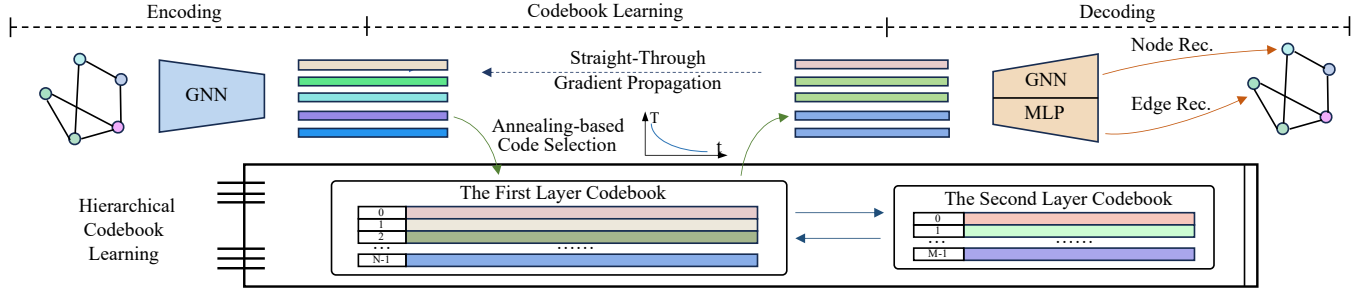 Encoding
Codebook Learning
Decoding
GNN
Straight-Through
Gradient Propagation
GNN
MLP
Node Rec.
Edge Rec.
Annealing-based
Code Selection
T
t
Hierarchical
Codebook
Learning
The First Layer Codebook
0
1
2
...
......
N-1
The Second Layer Codebook
0
1
...
......
M-1